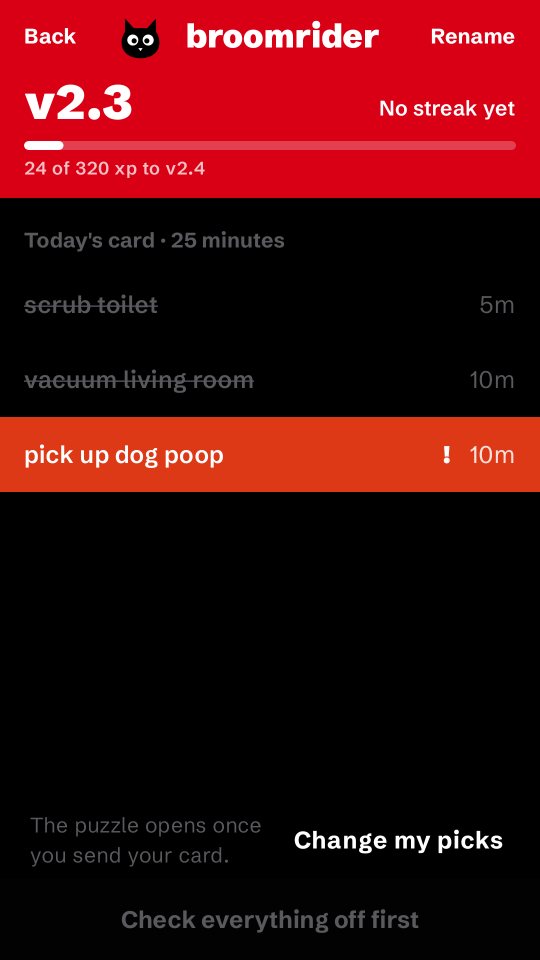 Back broomrider Rename
v2.3 No streak yet
24 of 320 xp to v2.4
Today's card · 25 minutes
scrub toilet 5m
vacuum living room 10m
pick up dog poop ! 10m
The puzzle opens once
you send your card.
Change my picks
Check everything off first